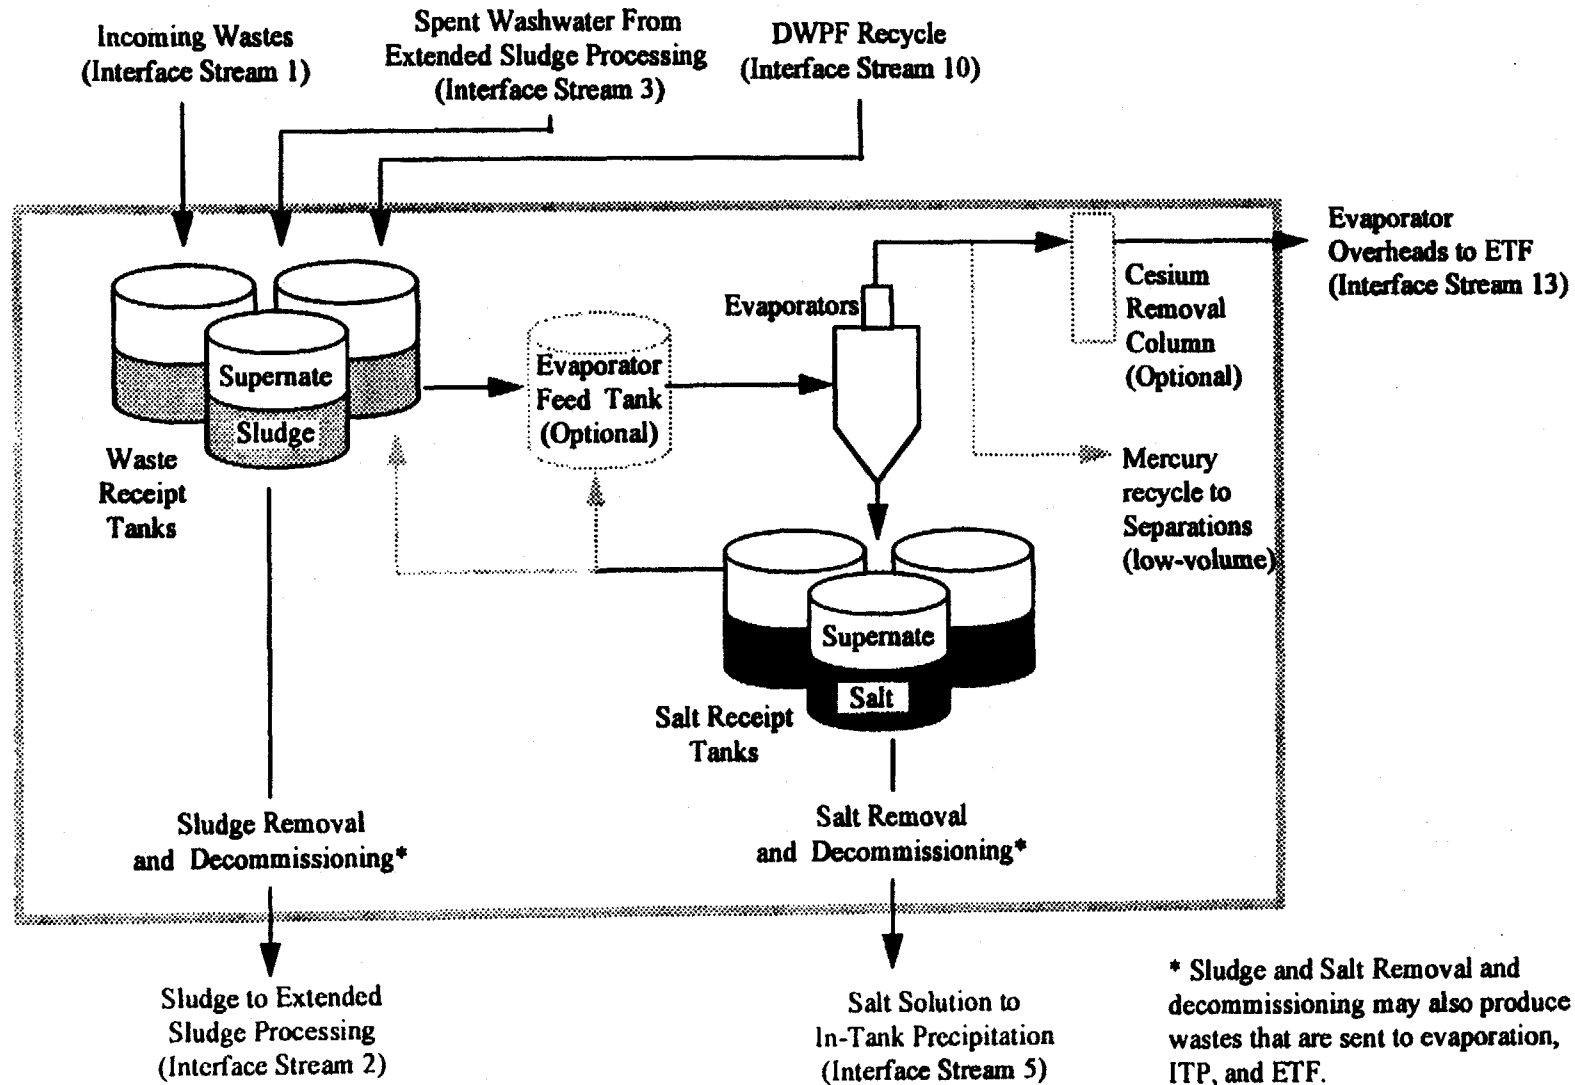 Incoming Wastes
(Interface Stream 1)
Spent Washwater From
Extended Sludge Processing
(Interface Stream 3)
DWPF Recycle
(Interface Stream 10)
Evaporator
Overheads to ETF
(Interface Stream 13)
Cesium
Removal
Column
(Optional)
Evaporators
Supernate
Sludge
Evaporator
Feed Tank
(Optional)
Waste
Receipt
Tanks
Mercury
recycle to
Separations
(low-volume)
Supernate
Salt
Salt Receipt
Tanks
Sludge Removal
and Decommissioning*
Salt Removal
and Decommissioning*
Sludge to Extended
Sludge Processing
(Interface Stream 2)
Salt Solution to
In-Tank Precipitation
(Interface Stream 5)
* Sludge and Salt Removal and
decommissioning may also produce
wastes that are sent to evaporation,
ITP, and ETF.